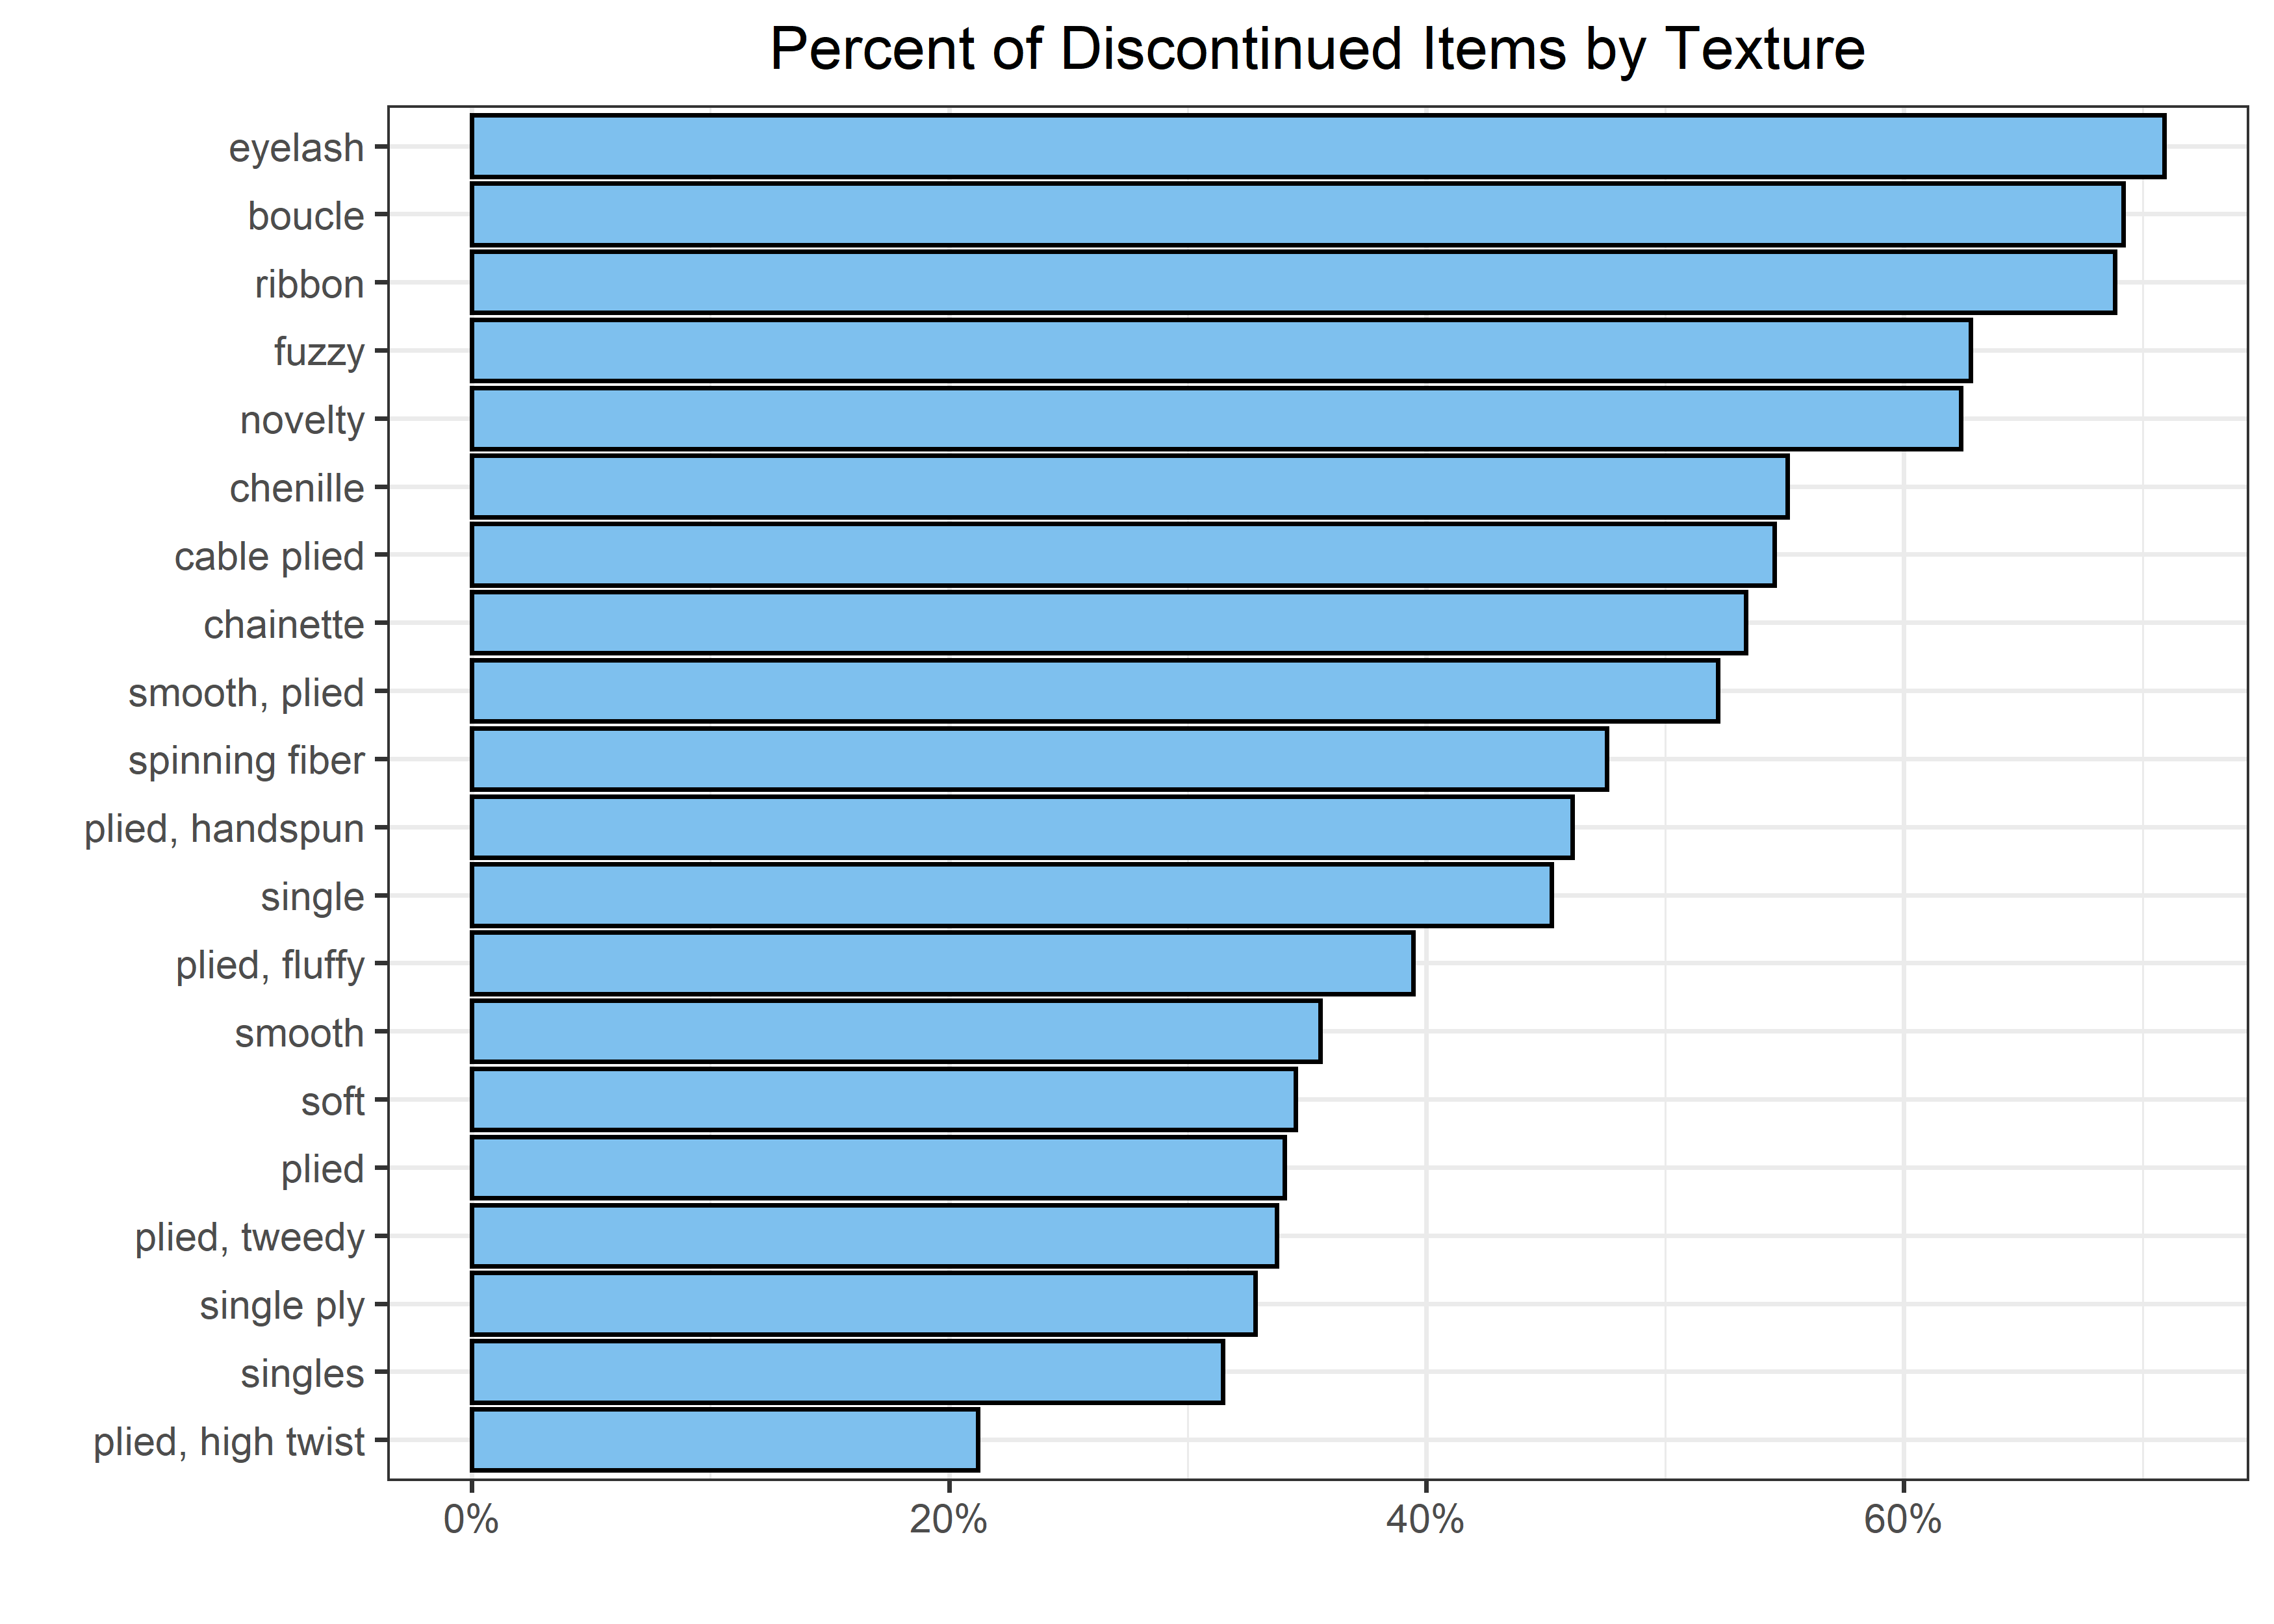 Percent of Discontinued Items by Texture
eyelash
boucle
ribbon
fuzzy
novelty
chenille
cable plied
chainette
smooth, plied
spinning fiber
plied, handspun
single
plied, fluffy
smooth
soft
plied
plied, tweedy
single ply
singles
plied, high twist
0% 20% 40% 60%